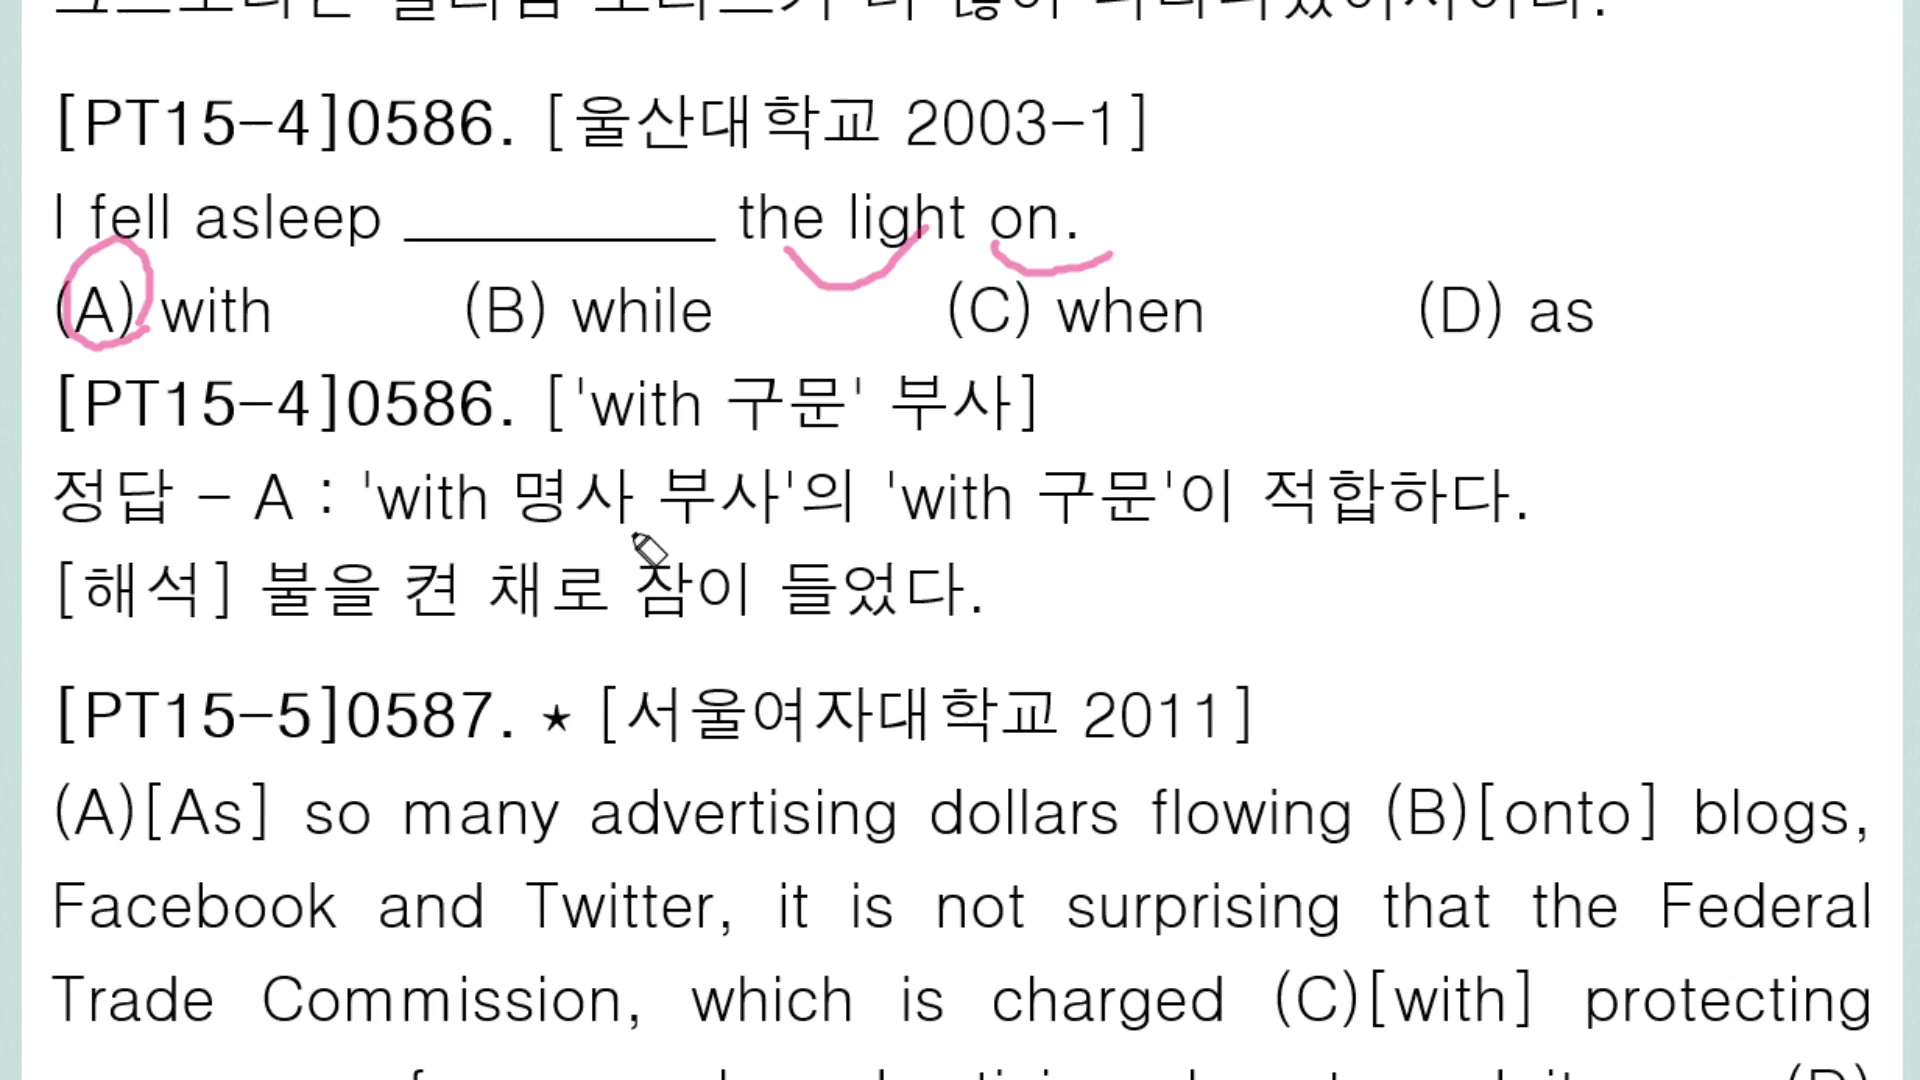 [PT15-4]0586. [울산대학교 2003-1]
I fell asleep __________ the light on.
(A) with (B) while (C) when (D) as
[PT15-4]0586. ['with 구문' 부사]
정답 - A : 'with 명사 부사'의 'with 구문'이 적합하다.
[해석] 불을 켠 채로 잠이 들었다.
[PT15-5]0587. ★ [서울여자대학교 2011]
(A)[As] so many advertising dollars flowing (B)[onto] blogs,
Facebook and Twitter, it is not surprising that the Federal
Trade Commission, which is charged (C)[with] protecting